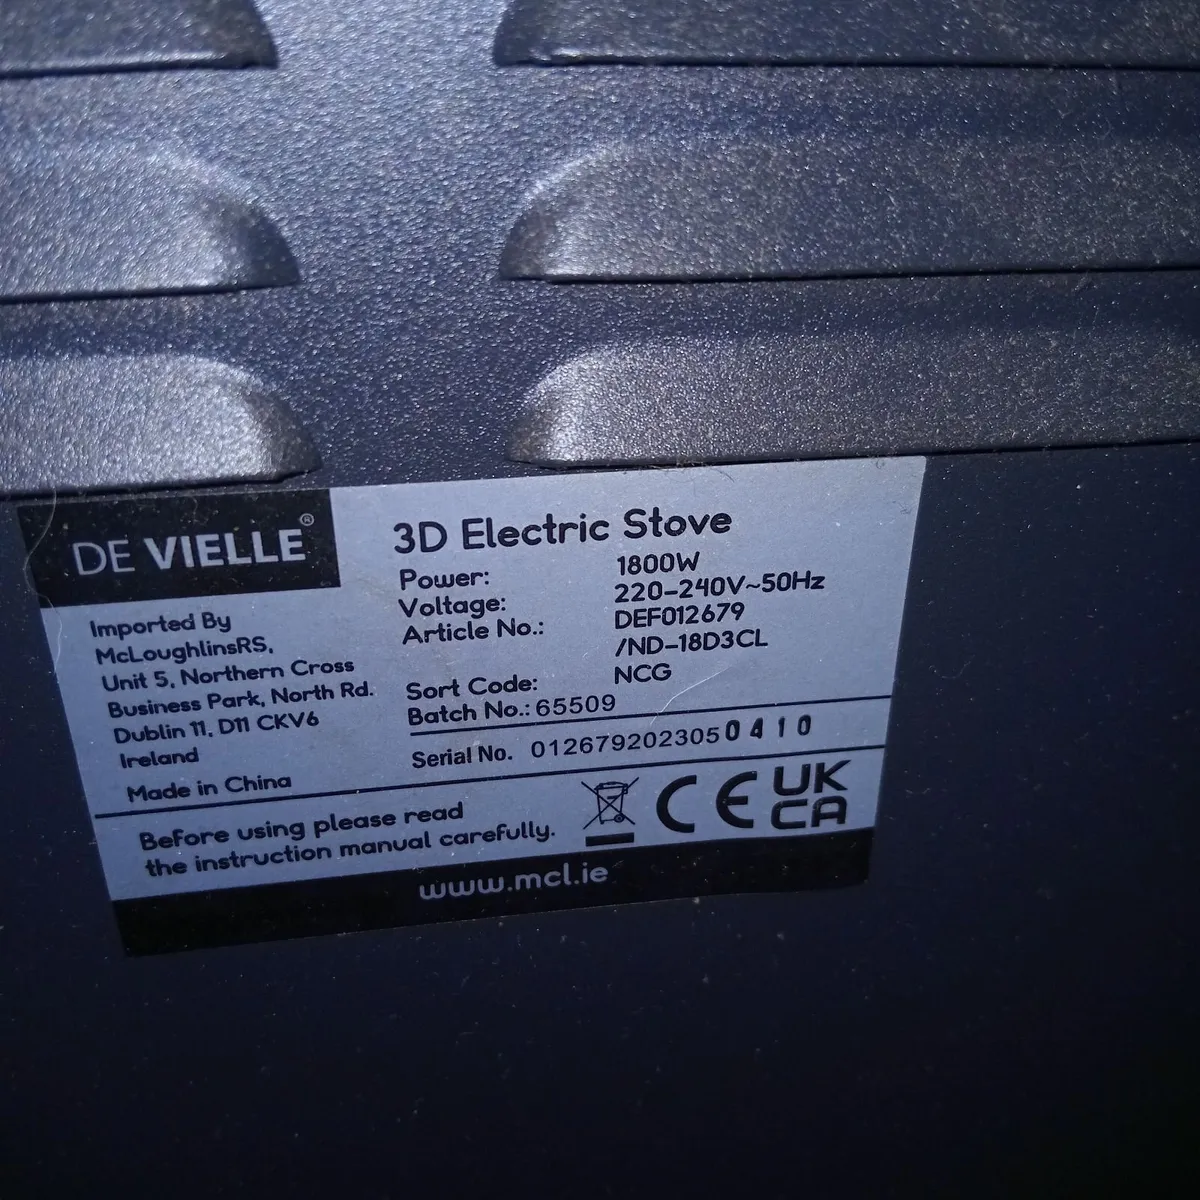 DE VIELLE®
Imported By
McLoughlinsRS,
Unit 5, Northern Cross
Business Park, North Rd.
Dublin 11, D11 CKV6
Ireland
Made in China
3D Electric Stove
Power: 1800W
Voltage: 220-240V~50Hz
Article No.: DEF012679
/ND-18D3CL
Sort Code: NCG
Batch No.: 65509
Serial No. 0126792023050410
Before using please read
the instruction manual carefully.
CE
UK
CA
www.mcl.ie